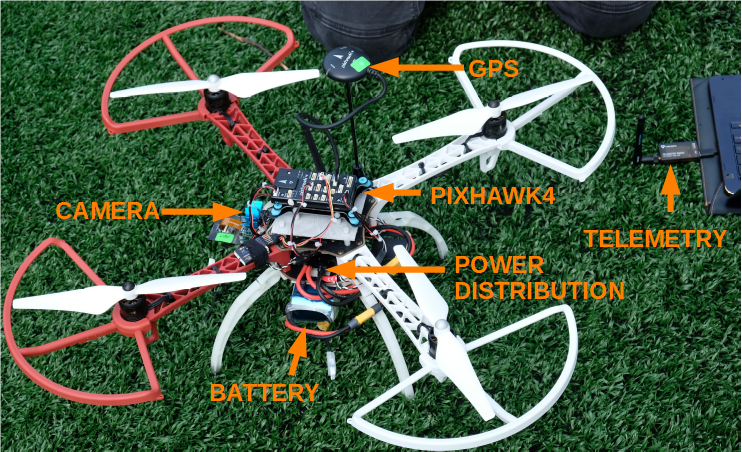 GPS
PIXHAWK4
CAMERA
TELEMETRY
POWER
DISTRIBUTION
BATTERY